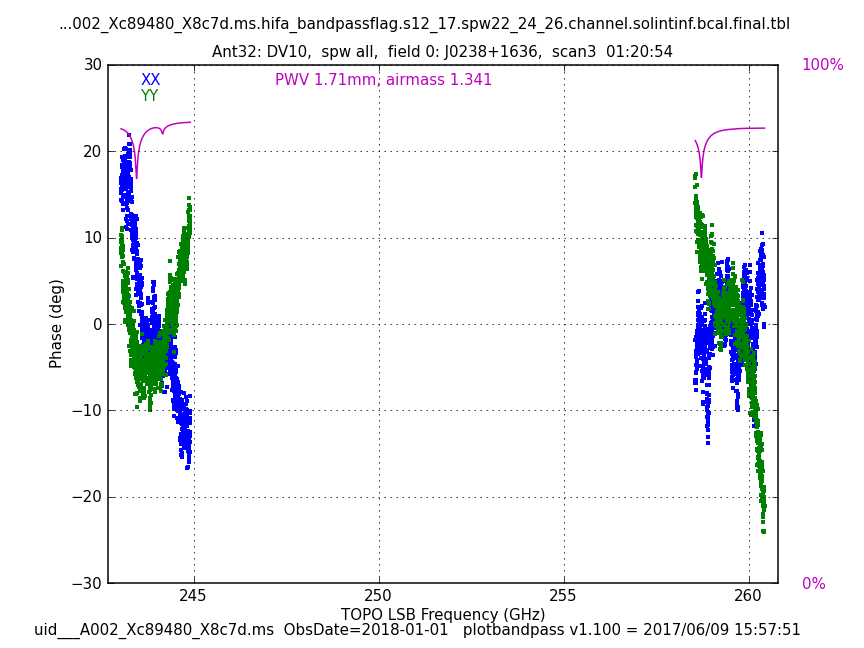 ...002_Xc89480_X8c7d.ms.hifa_bandpassflag.s12_17.spw22_24_26.channel.solintinf.bcal.final.tbl
Ant32: DV10,  spw all,  field 0: J0238+1636,  scan3  01:20:54
30
XX
PWV 1.71mm, airmass 1.341
100%
YY
20
10
Phase (deg)
0
−10
−20
−30
0%
245
250
255
260
TOPO LSB Frequency (GHz)
uid___A002_Xc89480_X8c7d.ms  ObsDate=2018-01-01   plotbandpass v1.100 = 2017/06/09 15:57:51